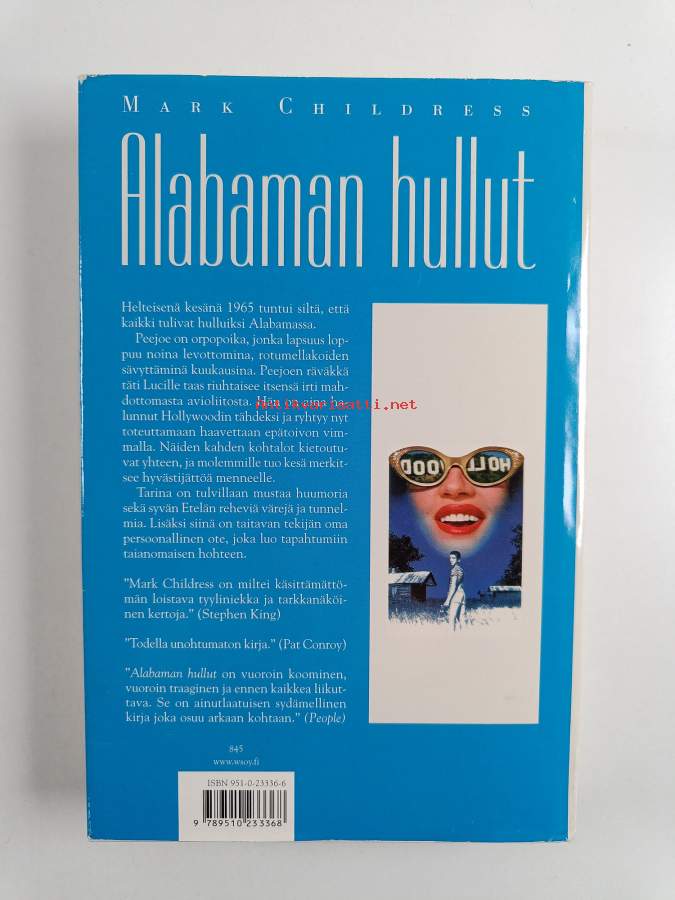 MARK CHILDRESS
Alabaman hullut
Helteisenä kesänä 1965 tuntui siltä, että
kaikki tulivat hulluiksi Alabamassa.
Peejoe on orpopoika, jonka lapsuus lop-
puu noina levottomina, rotumellakoiden
sävyttäminä kuukausina. Peejoen räväkkä
täti Lucille taas riuhtaisee itsensä irti mah-
dottomasta avioliitosta. Hän on aina ha-
Antikvariaatti.net
lunnut Hollywoodin tähdeksi ja ryhtyy nyt
toteuttamaan haavettaan epätoivon vim-
malla. Näiden kahden kohtalot kietoutu-
vat yhteen, ja molemmille tuo kesä merkit-
see hyvästijättöä menneelle.
Tarina on tulvillaan mustaa huumoria
sekä syvän Etelän reheviä värejä ja tunnel-
mia. Lisäksi siinä on taitavan tekijän oma
persoonallinen ote, joka luo tapahtumiin
taianomaisen hohteen.
"Mark Childress on miltei käsittämättö-
män loistava tyyliniekka ja tarkkanäköi-
nen kertoja." (Stephen King)
"Todella unohtumaton kirja." (Pat Conroy)
"Alabaman hullut on vuoroin koominen,
vuoroin traaginen ja ennen kaikkea liikut-
tava. Se on ainutlaatuisen sydämellinen
kirja joka osuu arkaan kohtaan." (People)
845
www.wsoy.fi
ISBN 951-0-23336-6
9 789510 233368